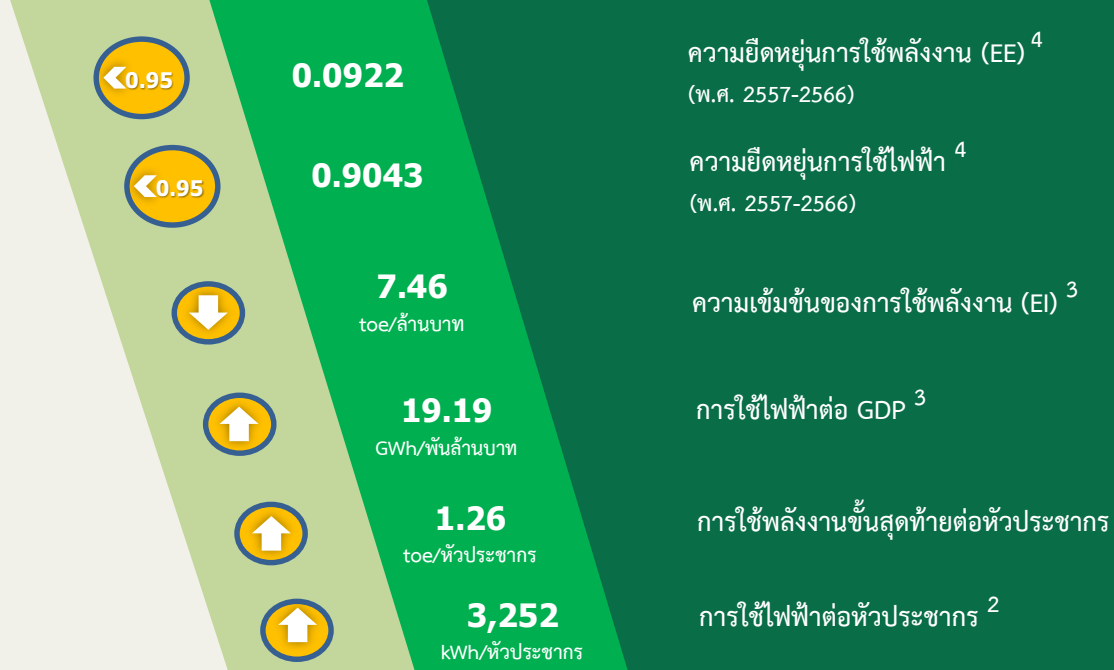 <0.95 0.0922 ความยืดหยุ่นการใช้พลังงาน (EE) 4
(พ.ศ. 2557-2566)
<0.95 0.9043 ความยืดหยุ่นการใช้ไฟฟ้า 4
(พ.ศ. 2557-2566)
7.46 ความเข้มข้นของการใช้พลังงาน (EI) 3
toe/ล้านบาท
19.19 การใช้ไฟฟ้าต่อ GDP 3
GWh/พันล้านบาท
1.26 การใช้พลังงานขั้นสุดท้ายต่อหัวประชากร
toe/หัวประชากร
3,252 การใช้ไฟฟ้าต่อหัวประชากร 2
kWh/หัวประชากร